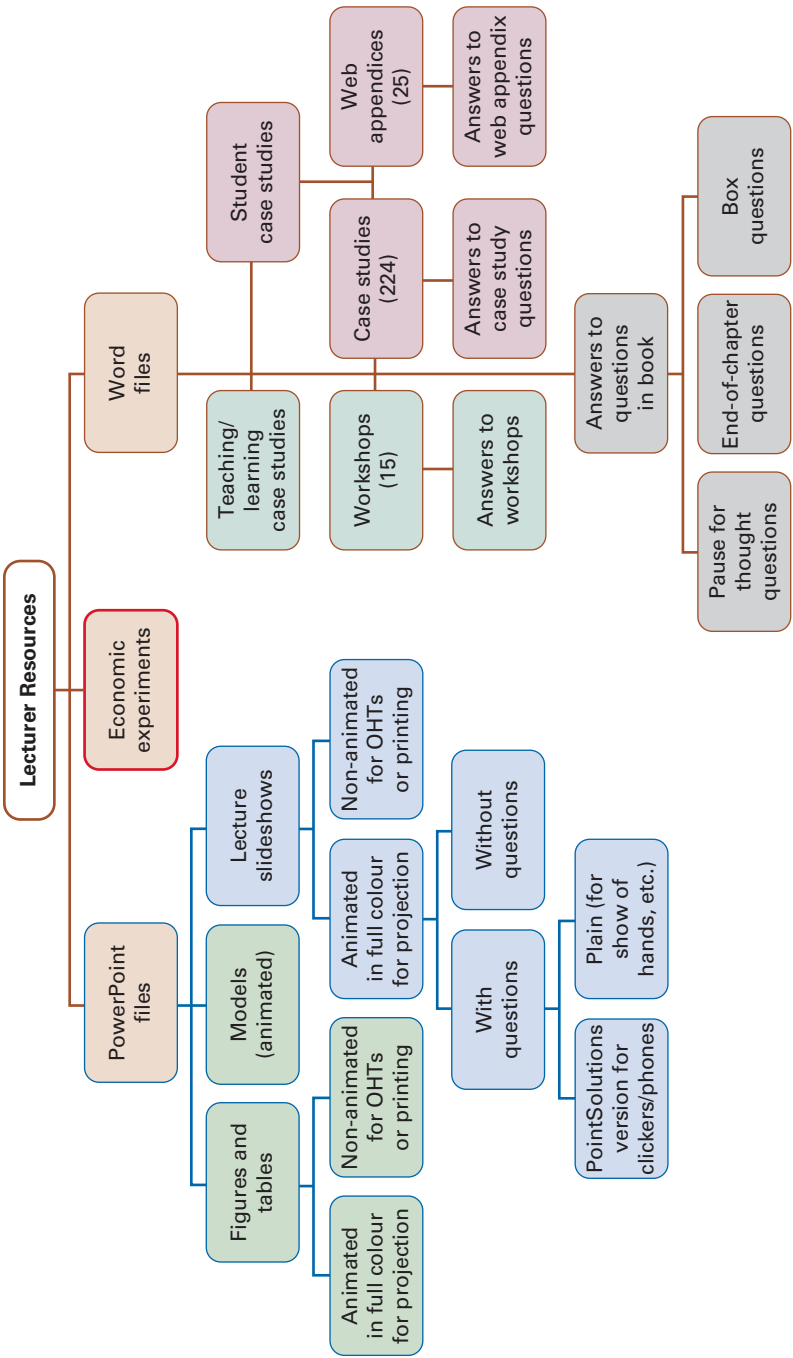 Lecturer Resources
PowerPoint
files
Economic
experiments
Word
files
Figures and
tables
Models
(animated)
Lecture
slideshows
Animated
in full colour
for projection
Non-animated
for OHTs
or printing
Animated
in full colour
for projection
Non-animated
for OHTs
or printing
With
questions
Without
questions
PointSolutions
version for
clickers/phones
Plain (for
show of
hands, etc.)
Teaching/
learning
case studies
Student
case studies
Workshops
(15)
Case studies
(224)
Web
appendices
(25)
Answers to
workshops
Answers to
case study
questions
Answers to
web appendix
questions
Answers to
questions
in book
Pause for
thought
questions
End-of-chapter
questions
Box
questions